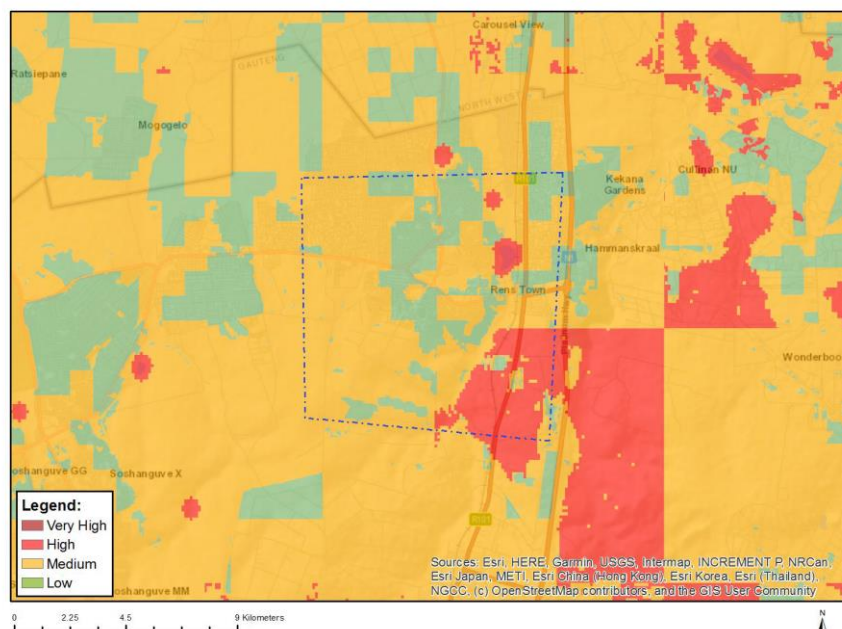 Carousel View
Ratsiepane
GAUTENG
NORTH WEST
Mogogelo
Cullinan NU
Kekana
Gardens
Hammanskraal
Rens Town
Wonderboo
oshanguve GG
Soshanguve X
Legend:
Very High
High
Medium
Low
R101
Sources: Esri, HERE, Garmin, USGS, Intermap, INCREMENT P, NRCan,
Esri Japan, METI, Esri China (Hong Kong), Esri Korea, Esri (Thailand),
NGCC, (c) OpenStreetMap contributors, and the GIS User Community
oshanguve MM
0 2.25 4.5 9 Kilometers
N